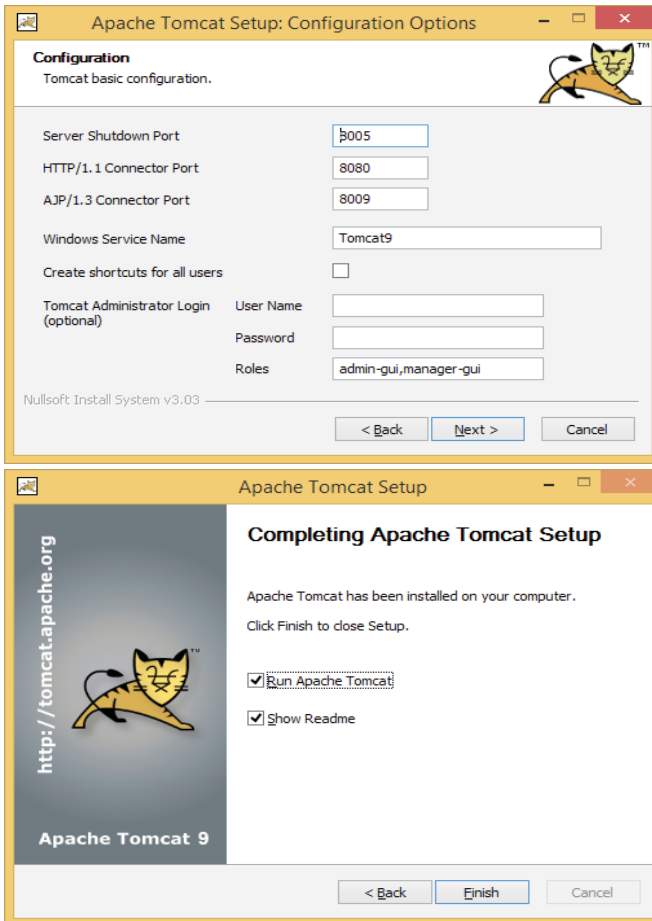 Apache Tomcat Setup: Configuration Options
Configuration
Tomcat basic configuration.
TM
Server Shutdown Port 8005
HTTP/1.1 Connector Port 8080
AJP/1.3 Connector Port 8009
Windows Service Name Tomcat9
Create shortcuts for all users
Tomcat Administrator Login User Name
(optional)
Password
Roles admin-gui,manager-gui
Nullsoft Install System v3.03
< Back Next > Cancel
Apache Tomcat Setup
http://tomcat.apache.org
TM
Apache Tomcat 9
Completing Apache Tomcat Setup
Apache Tomcat has been installed on your computer.
Click Finish to close Setup.
Run Apache Tomcat
Show Readme
< Back Finish Cancel